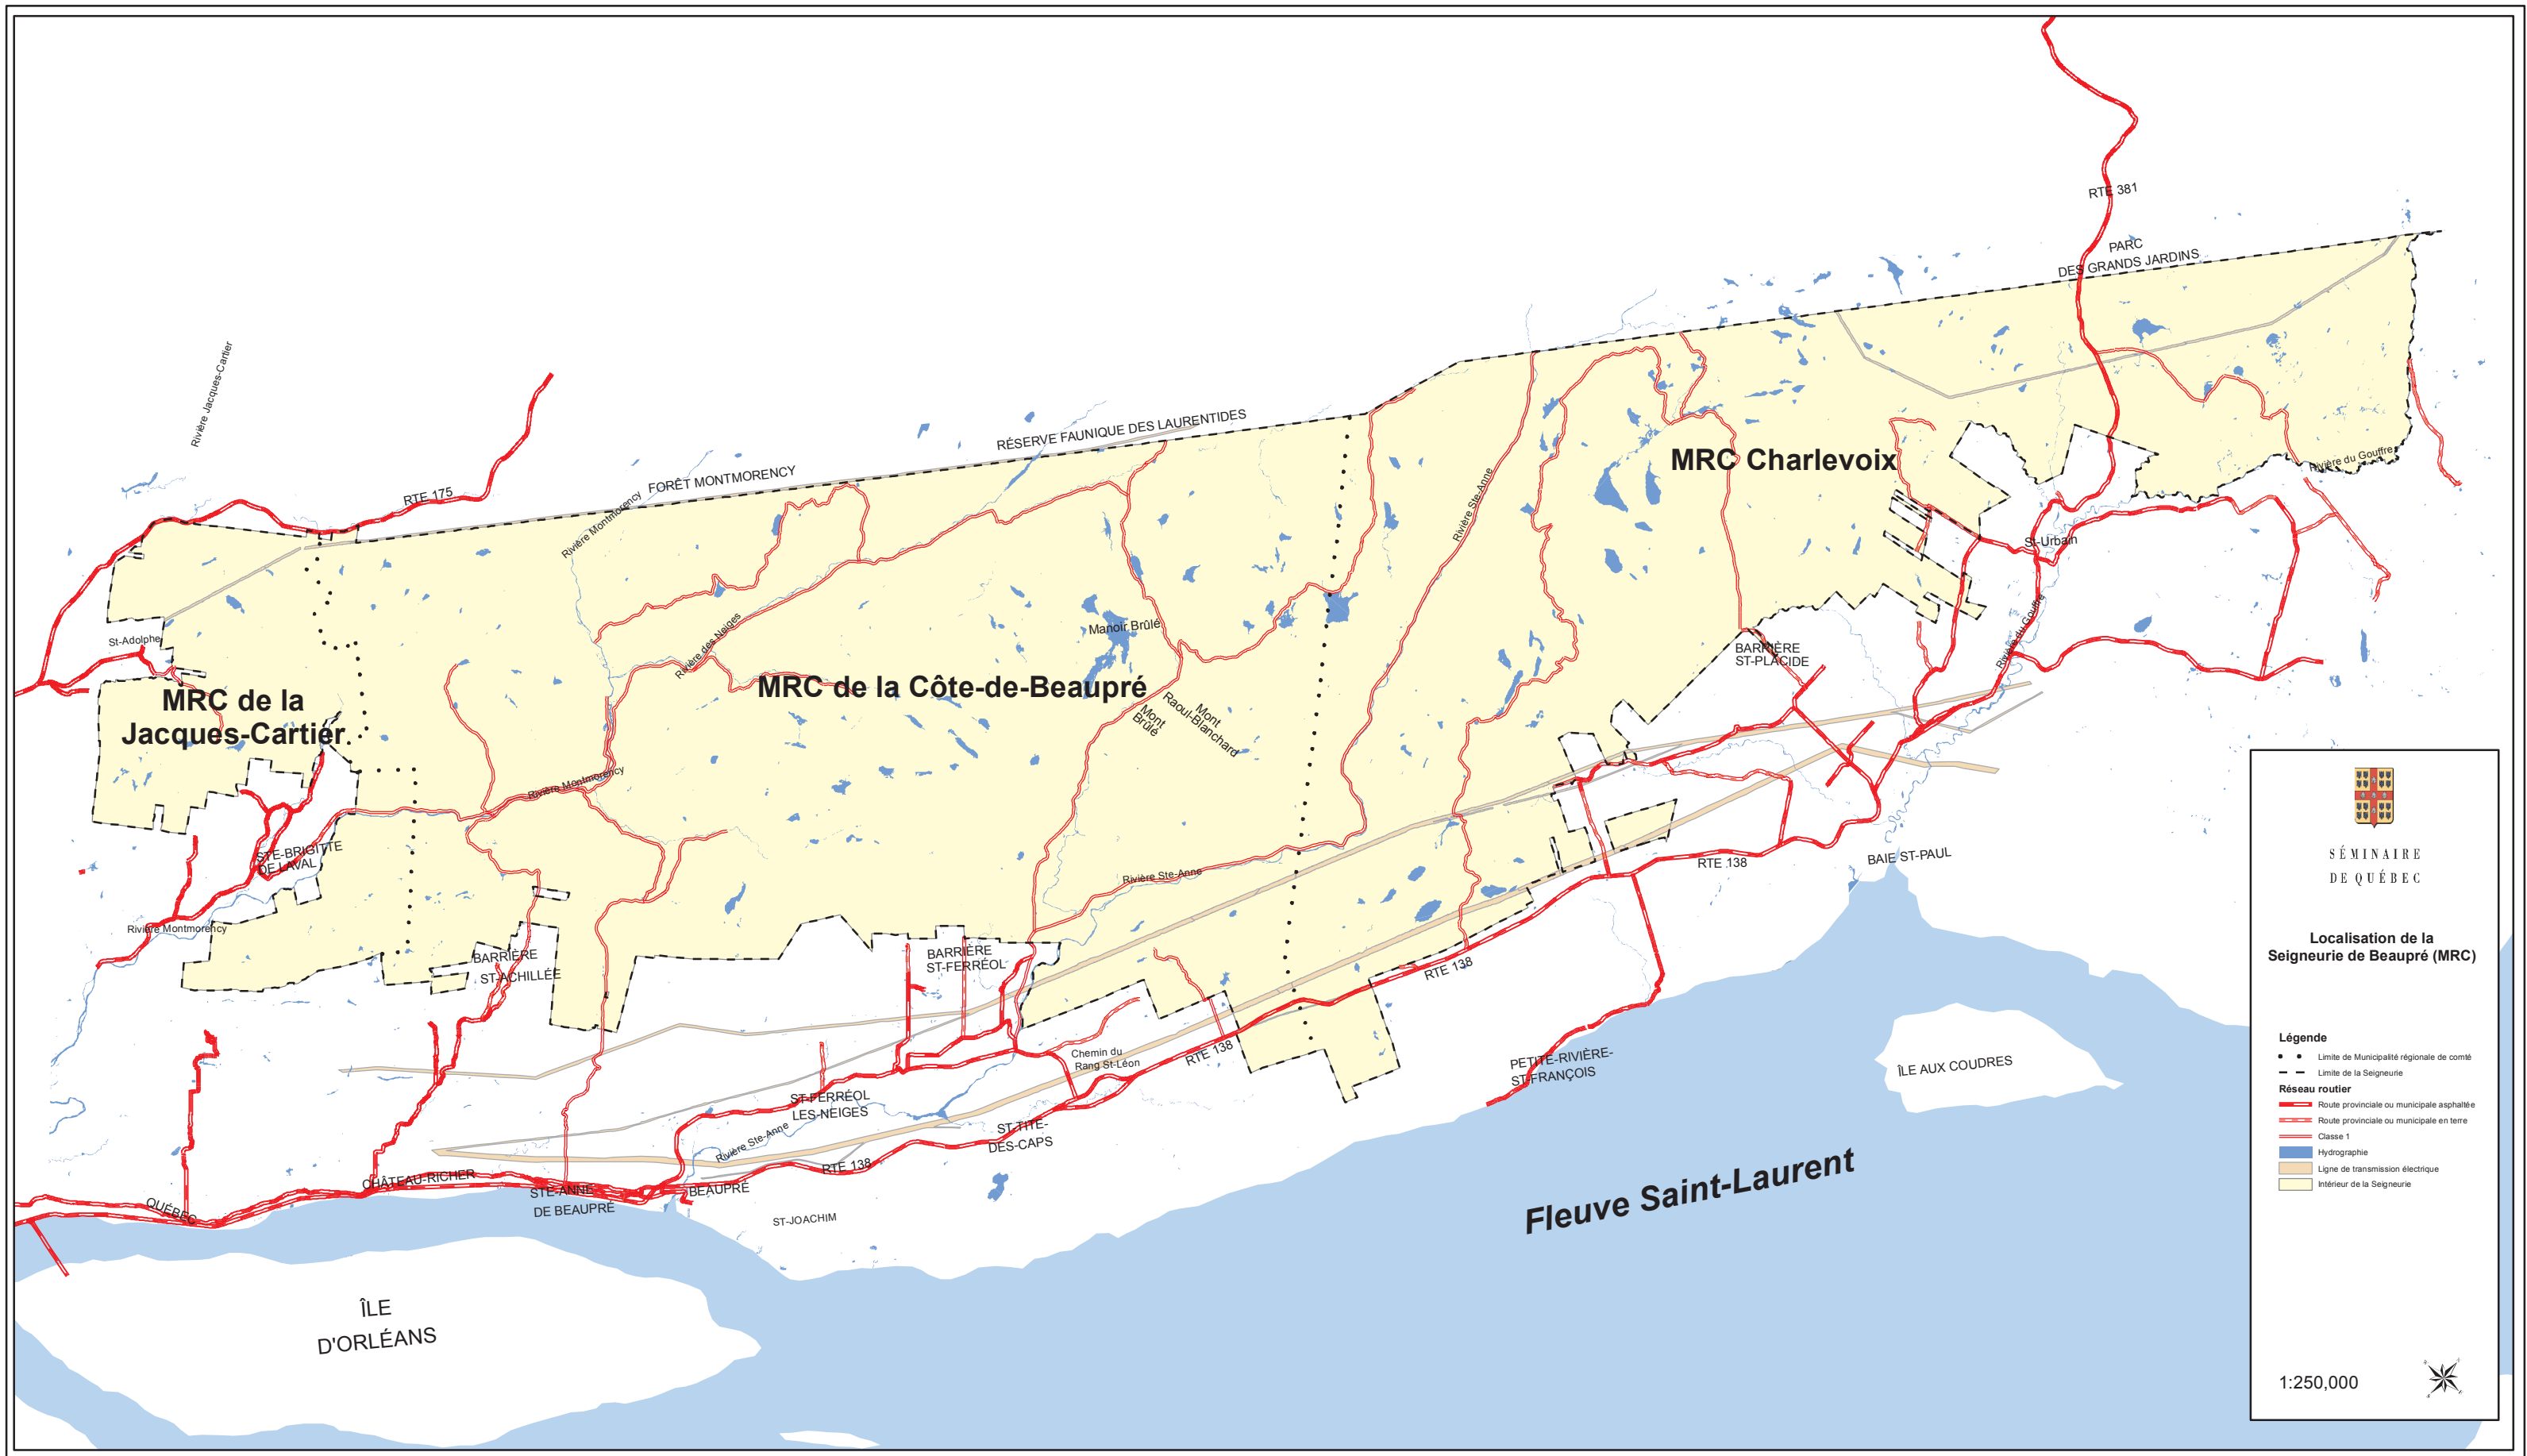 RTE 381
PARC
DES GRANDS JARDINS
Rivière Jacques-Cartier
RTE 175
FORÊT MONTMORENCY
RÉSERVE FAUNIQUE DES LAURENTIDES
Rivière Montmorency
Rivière Ste-Anne
MRC Charlevoix
Rivière du Gouffre
St-Urbain
Rivière du Gouffre
St-Adolphe
Rivière des Neiges
Manoir Brûlé
BARRIÈRE
ST-PLACIDE
MRC de la
Jacques-Cartier
MRC de la Côte-de-Beaupré
Mont
Brûlé
Mont
Raoul-Blanchard
Rivière Montmorency
STE-BRIGITTE
DE LAVAL
Rivière Ste-Anne
RTE 138
BAIE ST-PAUL
Rivière Montmorency
BARRIÈRE
ST-ACHILLÉE
BARRIÈRE
ST-FERRÉOL
RTE 138
RTE 138
Chemin du
Rang St-Léon
PETITE-RIVIÈRE-
ST-FRANÇOIS
ÎLE AUX COUDRES
ST-FERRÉOL
LES-NEIGES
ST-TITE-
DES-CAPS
Rivière Ste-Anne
RTE 138
CHÂTEAU-RICHER
STE-ANNE
DE BEAUPRÉ
BEAUPRÉ
QUÉBEC
ST-JOACHIM
Fleuve Saint-Laurent
ÎLE
D'ORLÉANS
SÉMINAIRE
DE QUÉBEC
Localisation de la
Seigneurie de Beaupré (MRC)
Légende
Limite de Municipalité régionale de comté
Limite de la Seigneurie
Réseau routier
Route provinciale ou municipale asphaltée
Route provinciale ou municipale en terre
Classe 1
Hydrographie
Ligne de transmission électrique
Intérieur de la Seigneurie
1:250,000